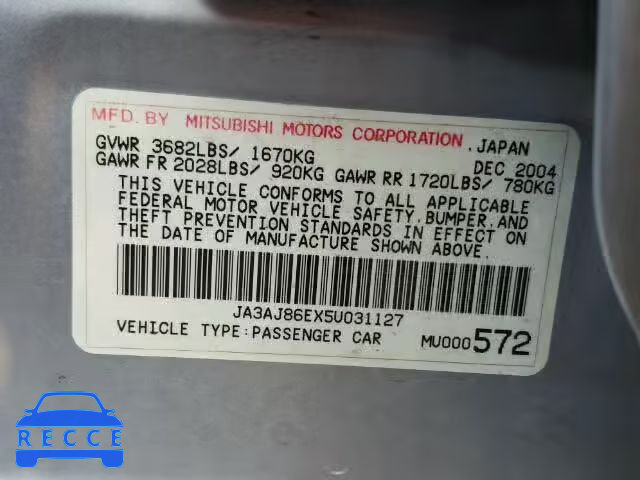 MFD. BY MITSUBISHI MOTORS CORPORATION . JAPAN
GVWR 3682LBS/ 1670KG DEC 2004
GAWR FR 2028LBS/ 920KG GAWR RR 1720LBS/ 780KG
THIS VEHICLE CONFORMS TO ALL APPLICABLE
FEDERAL MOTOR VEHICLE SAFETY, BUMPER, AND
THEFT PREVENTION STANDARDS IN EFFECT ON
THE DATE OF MANUFACTURE SHOWN ABOVE.
JA3AJ86EX5U031127
VEHICLE TYPE:PASSENGER CAR MU000572
RECCE